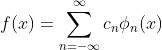 f(x) = \sum_{n=-\infty}^{\infty} c_n \phi_n(x)